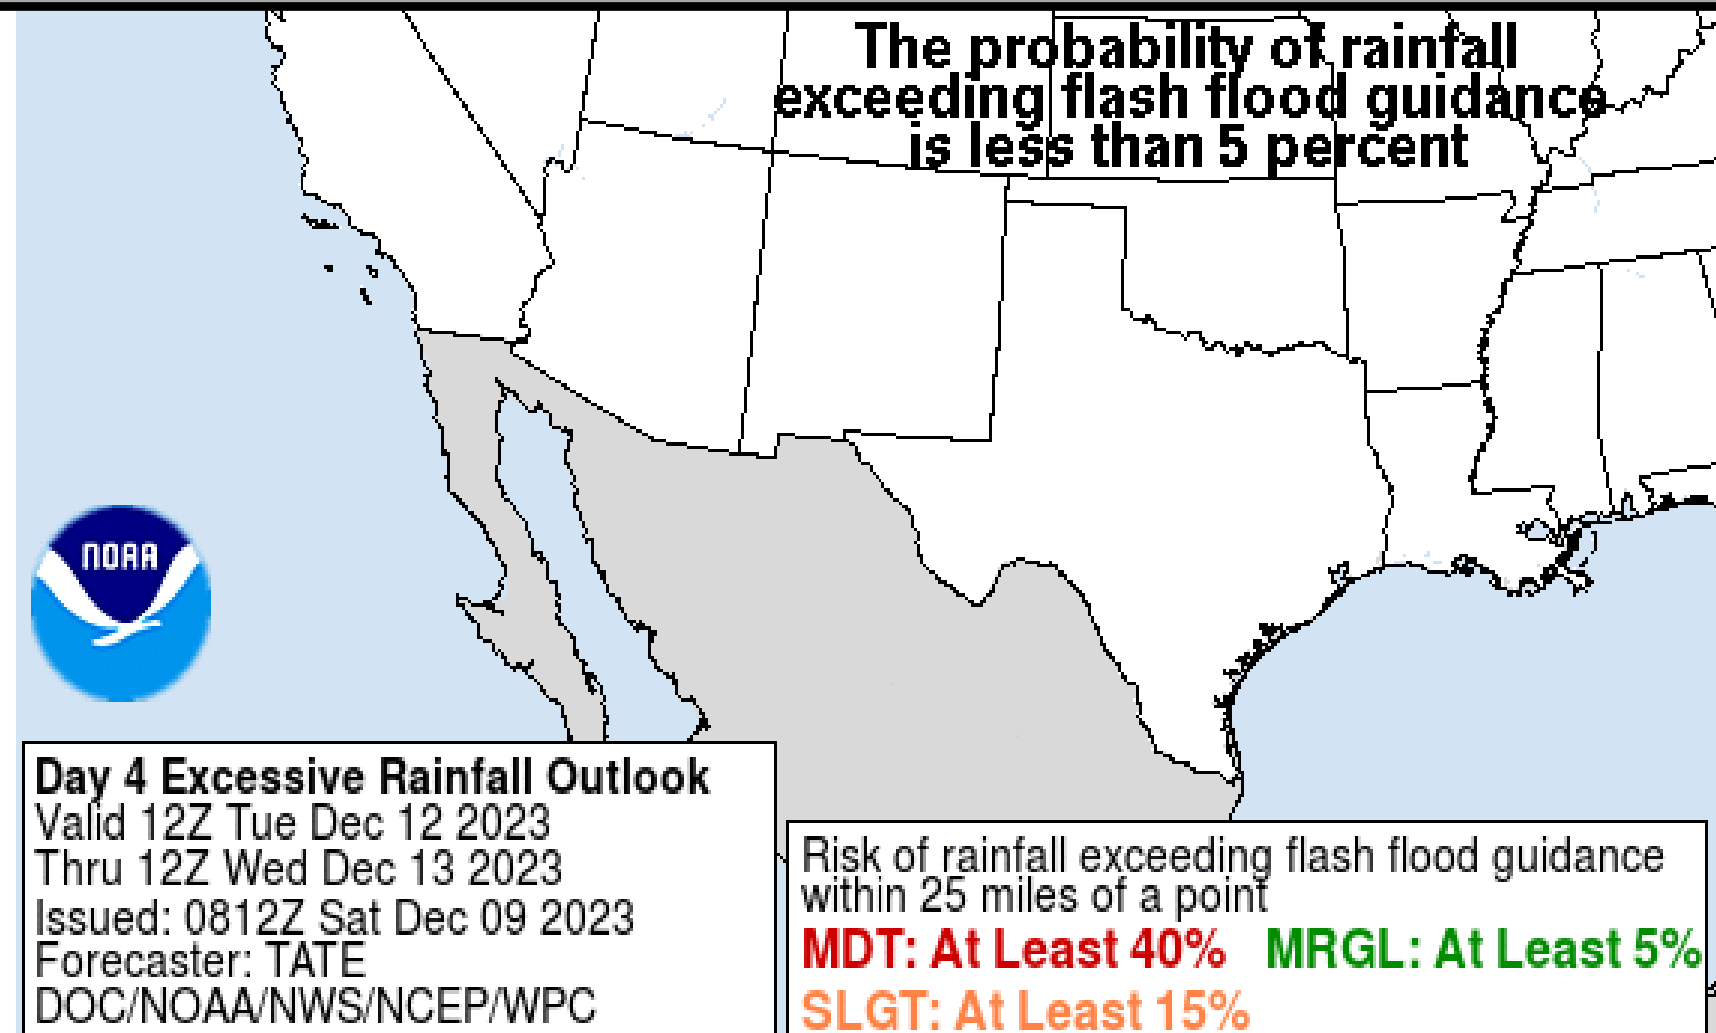 The probability of rainfall
exceeding flash flood guidance
is less than 5 percent
NOAA
Day 4 Excessive Rainfall Outlook
Valid 12Z Tue Dec 12 2023
Thru 12Z Wed Dec 13 2023
Issued: 0812Z Sat Dec 09 2023
Forecaster: TATE
DOC/NOAA/NWS/NCEP/WPC
Risk of rainfall exceeding flash flood guidance
within 25 miles of a point
MDT: At Least 40% MRGL: At Least 5%
SLGT: At Least 15%